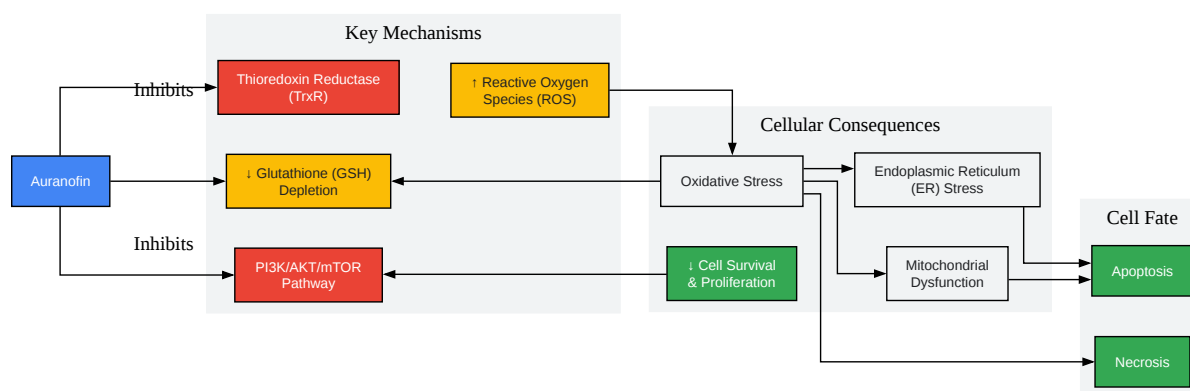 Key Mechanisms
Inhibits
Thioredoxin Reductase
(TrxR)
↑ Reactive Oxygen
Species (ROS)
Cellular Consequences
Auranofin
↓ Glutathione (GSH)
Depletion
Oxidative Stress
Endoplasmic Reticulum
(ER) Stress
Cell Fate
Inhibits
PI3K/AKT/mTOR
Pathway
↓ Cell Survival
& Proliferation
Mitochondrial
Dysfunction
Apoptosis
Necrosis